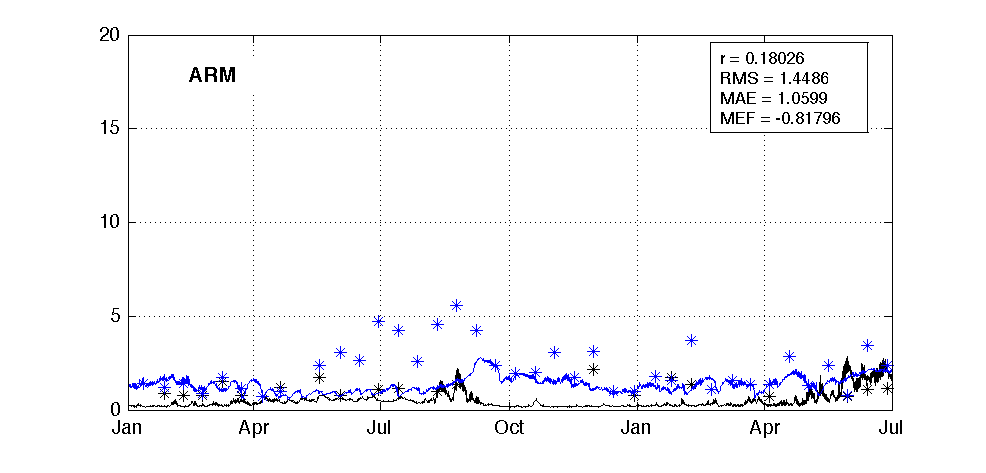 20
ARM
r = 0.18026
RMS = 1.4486
MAE = 1.0599
MEF = -0.81796
15
10
5
0
Jan Apr Jul Oct Jan Apr Jul